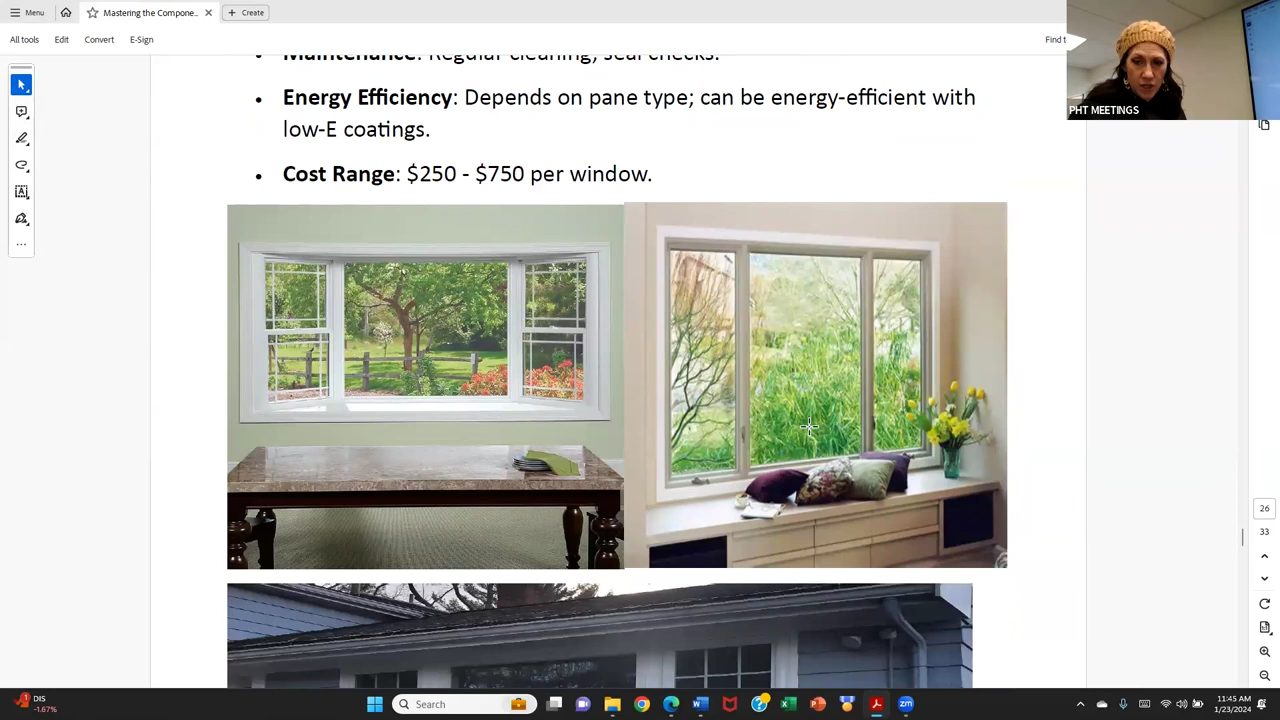 Menu
Mastering the Compone...
Create
All tools
Edit
Convert
E-Sign
Find t
PHT MEETINGS
• Maintenance: Regular cleaning, seal checks.
• Energy Efficiency: Depends on pane type; can be energy-efficient with
low-E coatings.
• Cost Range: $250 - $750 per window.
26
33
1
DIS
-1.67%
Search
11:45 AM
1/23/2024